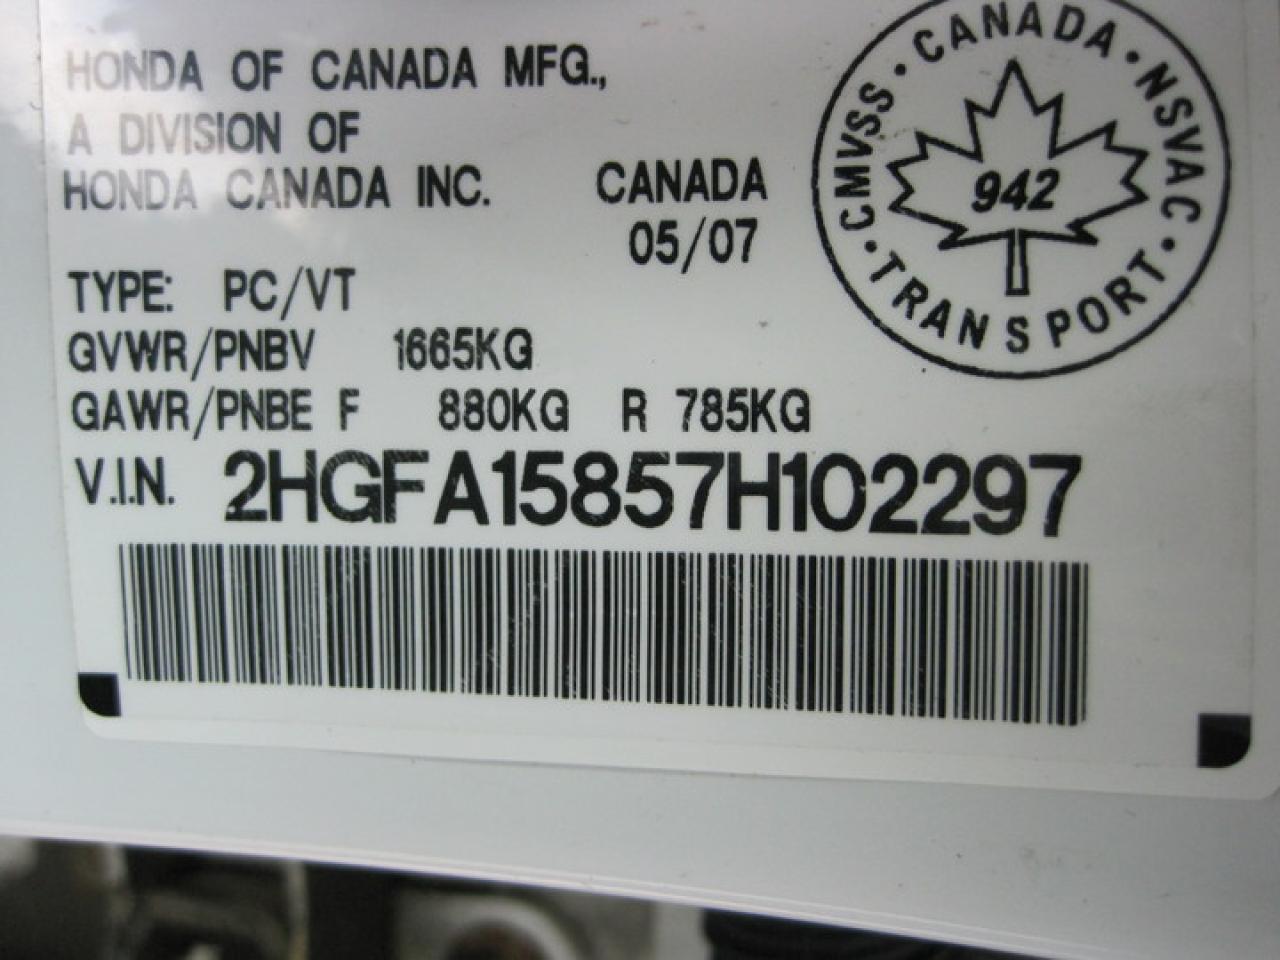 HONDA OF CANADA MFG.,
A DIVISION OF
HONDA CANADA INC. CANADA
05/07
TYPE: PC/VT
GVWR/PNBV 1665KG
GAWR/PNBE F 880KG R 785KG
V.I.N. 2HGFA15857H102297
CMVSS · CANADA · NSVAC · TRANSPORT ·
942